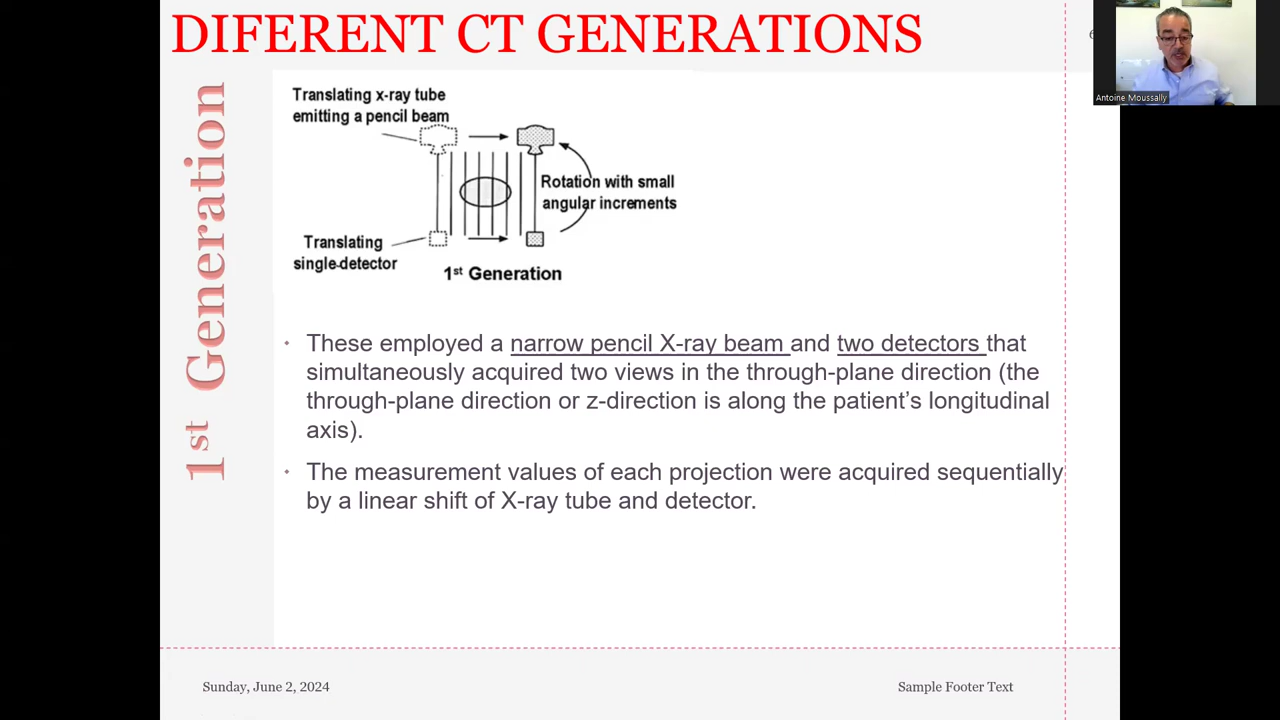 DIFERENT CT GENERATIONS
Antoine Moussally
1st Generation
Translating x-ray tube
emitting a pencil beam
Rotation with small
angular increments
Translating
single-detector
1st Generation
• These employed a narrow pencil X-ray beam and two detectors that
simultaneously acquired two views in the through-plane direction (the
through-plane direction or z-direction is along the patient’s longitudinal
axis).
• The measurement values of each projection were acquired sequentially
by a linear shift of X-ray tube and detector.
Sunday, June 2, 2024
Sample Footer Text